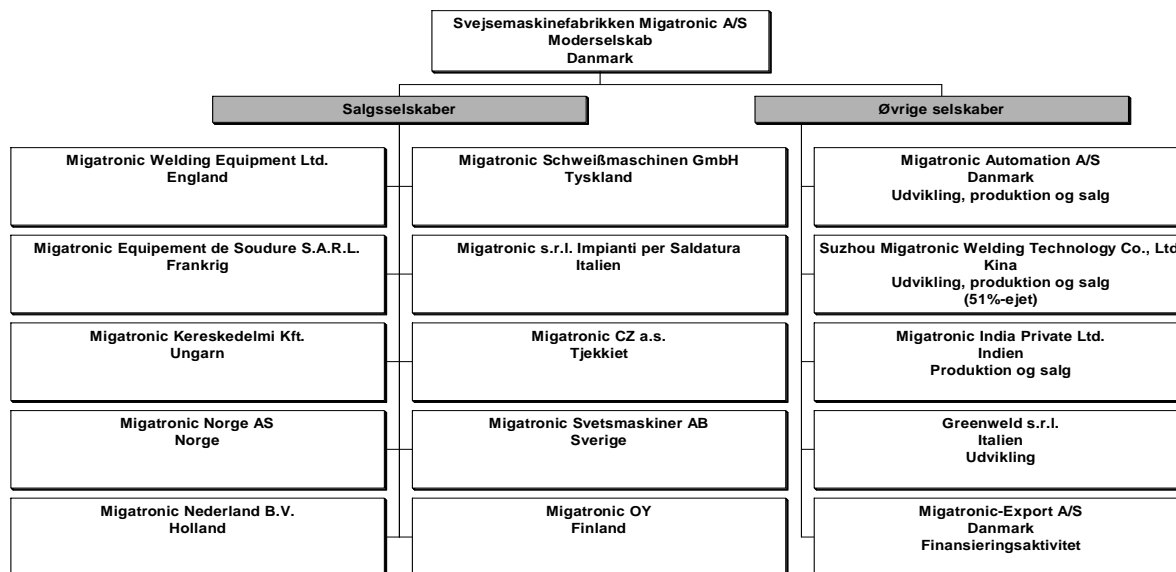 Svejsemaskinefabrikken Migatronic A/S
Moderselskab
Danmark
Salgsselskaber
Migatronic Welding Equipment Ltd.
England
Migatronic Schweißmaschinen GmbH
Tyskland
Migatronic Equipement de Soudure S.A.R.L.
Frankrig
Migatronic s.r.l. Impianti per Saldatura
Italien
Migatronic Kereskedelmi Kft.
Ungarn
Migatronic CZ a.s.
Tjekkiet
Migatronic Norge AS
Norge
Migatronic Svetsmaskiner AB
Sverige
Migatronic Nederland B.V.
Holland
Migatronic OY
Finland
Øvrige selskaber
Migatronic Automation A/S
Danmark
Udvikling, produktion og salg
Suzhou Migatronic Welding Technology Co., Ltd
Kina
Udvikling, produktion og salg
(51%-ejet)
Migatronic India Private Ltd.
Indien
Produktion og salg
Greenweld s.r.l.
Italien
Udvikling
Migatronic-Export A/S
Danmark
Finansieringsaktivitet